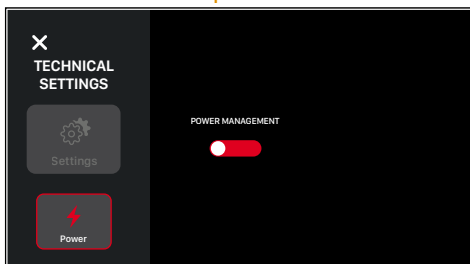 TECHNICAL
SETTINGS
Settings
Power
POWER MANAGEMENT